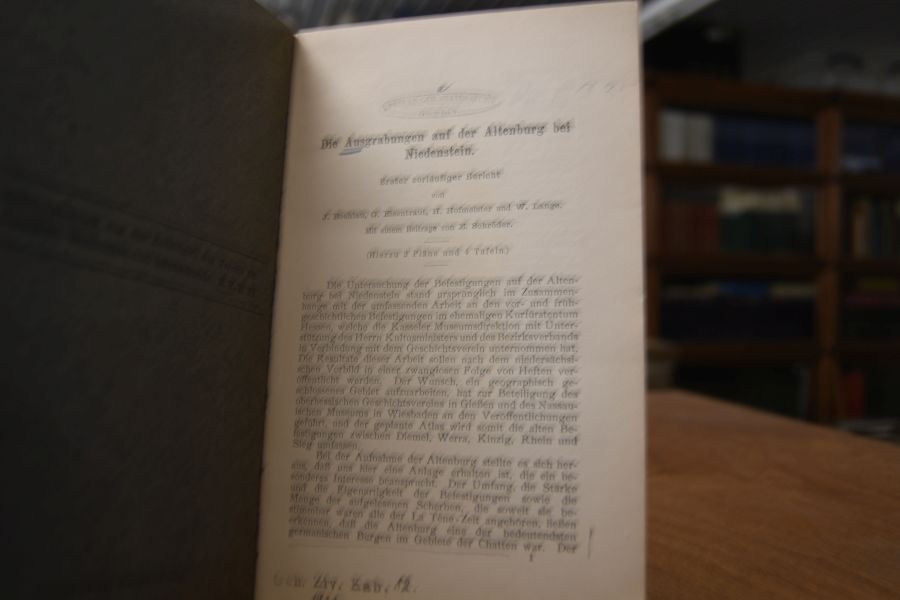 Die Ausgrabungen auf der Altenburg bei
Niedenstein.
Erster vorläufiger Bericht
von
J. Boehlau, G. Eisentraut, H. Hofmeister und W. Lange.
Mit einem Beitrage von H. Schröder.
(Hierzu 2 Pläne und 4 Tafeln)
Die Untersuchung der Befestigungen auf der Alten-
burg bei Niedenstein stand ursprünglich im Zusammen-
hange mit der umfassenden Arbeit an den vor- und früh-
geschichtlichen Befestigungen im ehemaligen Kurfürstentum
Hessen, welche die Kasseler Museumsdirektion mit Unter-
stützung des Herrn Kultusministers und des Bezirksverbands
in Verbindung mit dem Geschichtsverein unternommen hat.
Die Resultate dieser Arbeit sollen nach dem niedersächsi-
schen Vorbild in einer zwanglosen Folge von Heften ver-
öffentlicht werden. Der Wunsch, ein geographisch ge-
schlossenes Gebiet aufzuarbeiten, hat zur Beteiligung des
oberhessischen Geschichtsvereins in Gießen und des Nassau-
ischen Museums in Wiesbaden an den Veröffentlichungen
geführt, und der geplante Atlas wird somit die alten Be-
festigungen zwischen Diemel, Werra, Kinzig, Rhein und
Sieg umfassen.
Bei der Aufnahme der Altenburg stellte es sich her-
aus, daß uns hier eine Anlage erhalten ist, die ein be-
sonderes Interesse beansprucht. Der Umfang, die Stärke
und die Eigenartigkeit der Befestigungen sowie die
Menge der aufgelesenen Scherben, die soweit sie be-
stimmbar waren alle der La Tène-Zeit angehören, ließen
erkennen, daß die Altenburg eine der bedeutendsten
germanischen Burgen im Gebiete der Chatten war. Der
1
Geh. Ziv. Kab. 12.